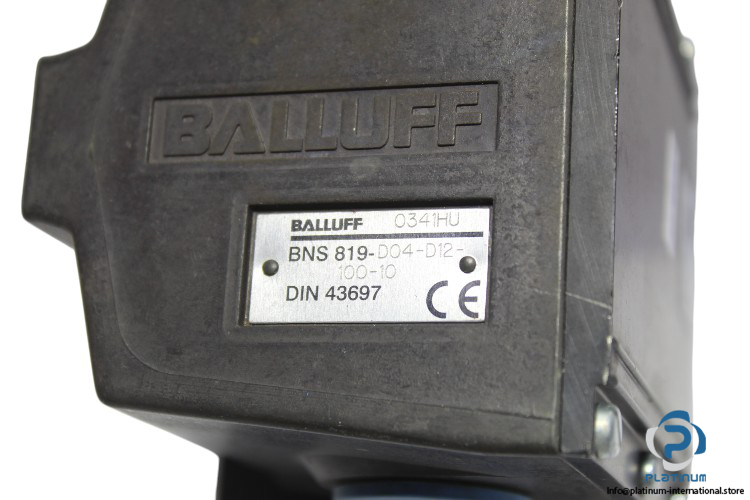 BALLUFF
BALLUFF 0341HU
BNS 819-D04-D12-
100-10
DIN 43697
CE
PLATINUM
info@platinum-international.store